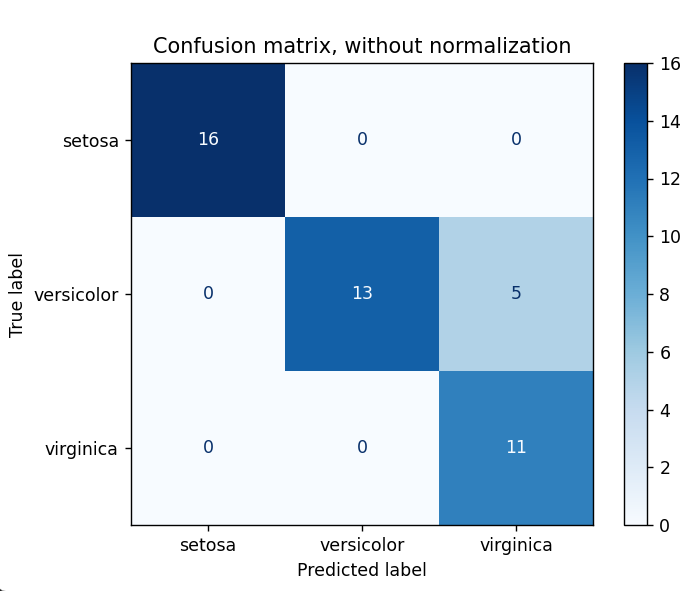 Confusion matrix, without normalization
16
14
12
10
8
6
4
2
0
True label
setosa
16 0 0
versicolor
0 13 5
virginica
0 0 11
setosa versicolor virginica
Predicted label